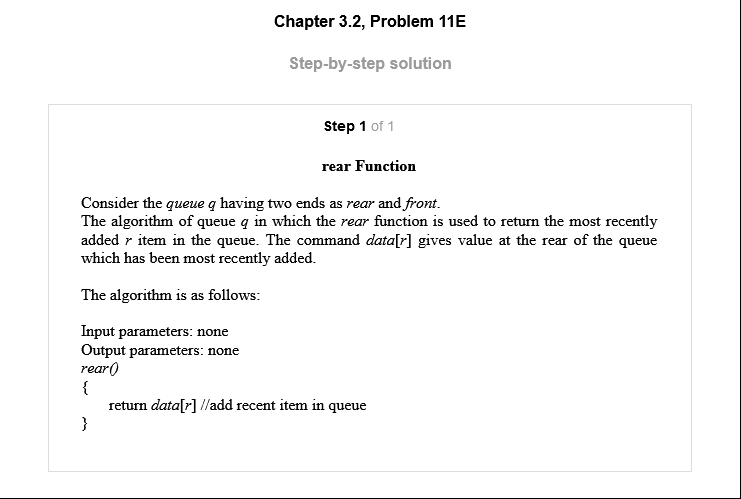 Chapter 3.2, Problem 11E
Step-by-step solution
Step 1 of 1
rear Function
Consider the queue q having two ends as rear and front.
The algorithm of queue q in which the rear function is used to return the most recently
added r item in the queue. The command data[r] gives value at the rear of the queue
which has been most recently added.
The algorithm is as follows:
Input parameters: none
Output parameters: none
rear()
{
return data[r] //add recent item in queue
}